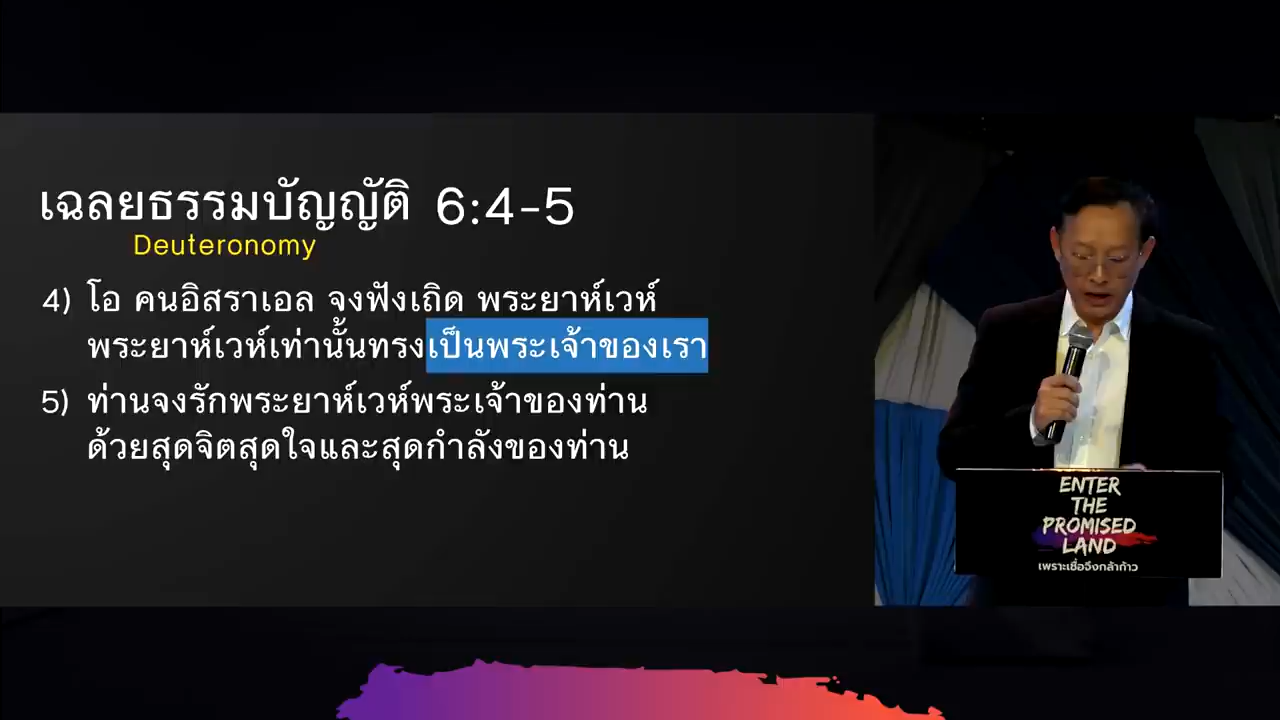 เฉลยธรรมบัญญัติ 6:4-5
Deuteronomy
4) โอ คนอิสราเอล จงฟังเถิด พระยาห์เวห์
พระยาห์เวห์เท่านั้นทรงเป็นพระเจ้าของเรา
5) ท่านจงรักพระยาห์เวห์พระเจ้าของท่าน
ด้วยสุดจิตสุดใจและสุดกำลังของท่าน
ENTER
THE
PROMISED
LAND
เพราะเชื่อจึงกล้าก้าว